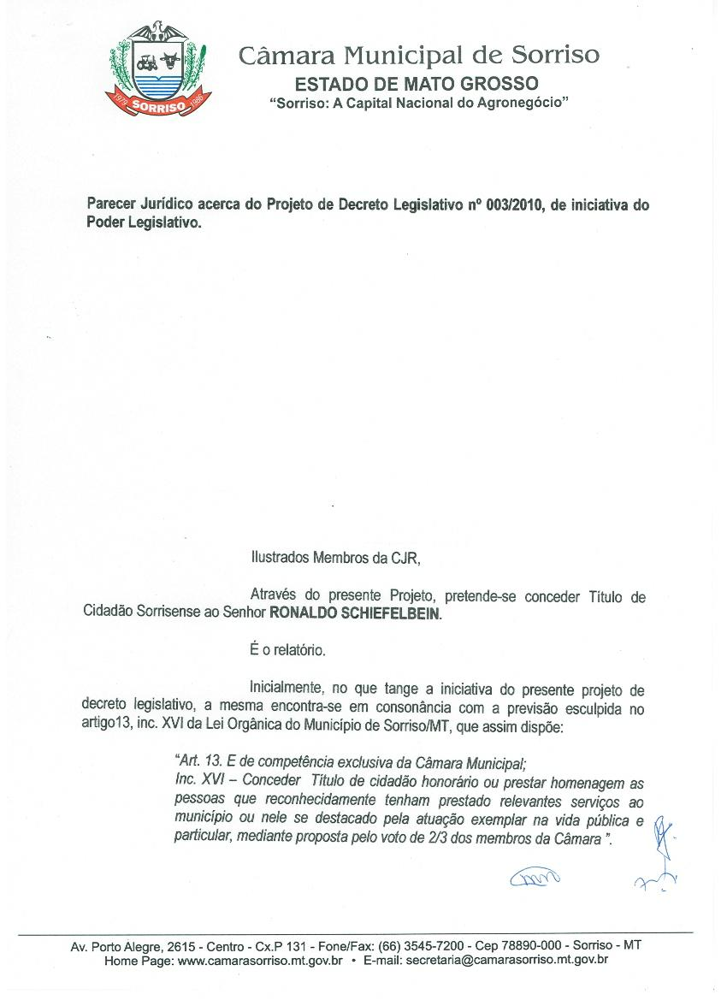 Câmara Municipal de Sorriso
ESTADO DE MATO GROSSO
“Sorriso: A Capital Nacional do Agronegócio”
1979 SORRISO 1986
Parecer Jurídico acerca do Projeto de Decreto Legislativo nº 003/2010, de iniciativa do
Poder Legislativo.
Ilustrados Membros da CJR,
Através do presente Projeto, pretende-se conceder Titulo de
Cidadão Sorrisense ao Senhor RONALDO SCHIEFELBEIN.
É o relatório.
Inicialmente, no que tange a iniciativa do presente projeto de
decreto legislativo, a mesma encontra-se em consonância com a previsão esculpida no
artigo13, inc. XVI da Lei Orgânica do Município de Sorriso/MT, que assim dispõe:
“Art. 13. E de competência exclusiva da Câmara Municipal;
Inc. XVI – Conceder Título de cidadão honorário ou prestar homenagem as
pessoas que reconhecidamente tenham prestado relevantes serviços ao
município ou nele se destacado pela atuação exemplar na vida pública e
particular, mediante proposta pelo voto de 2/3 dos membros da Câmara ”.
Av. Porto Alegre, 2615 - Centro - Cx.P 131 - Fone/Fax: (66) 3545-7200 - Cep 78890-000 - Sorriso - MT
Home Page: www.camarasorriso.mt.gov.br • E-mail: secretaria@camarasorriso.mt.gov.br